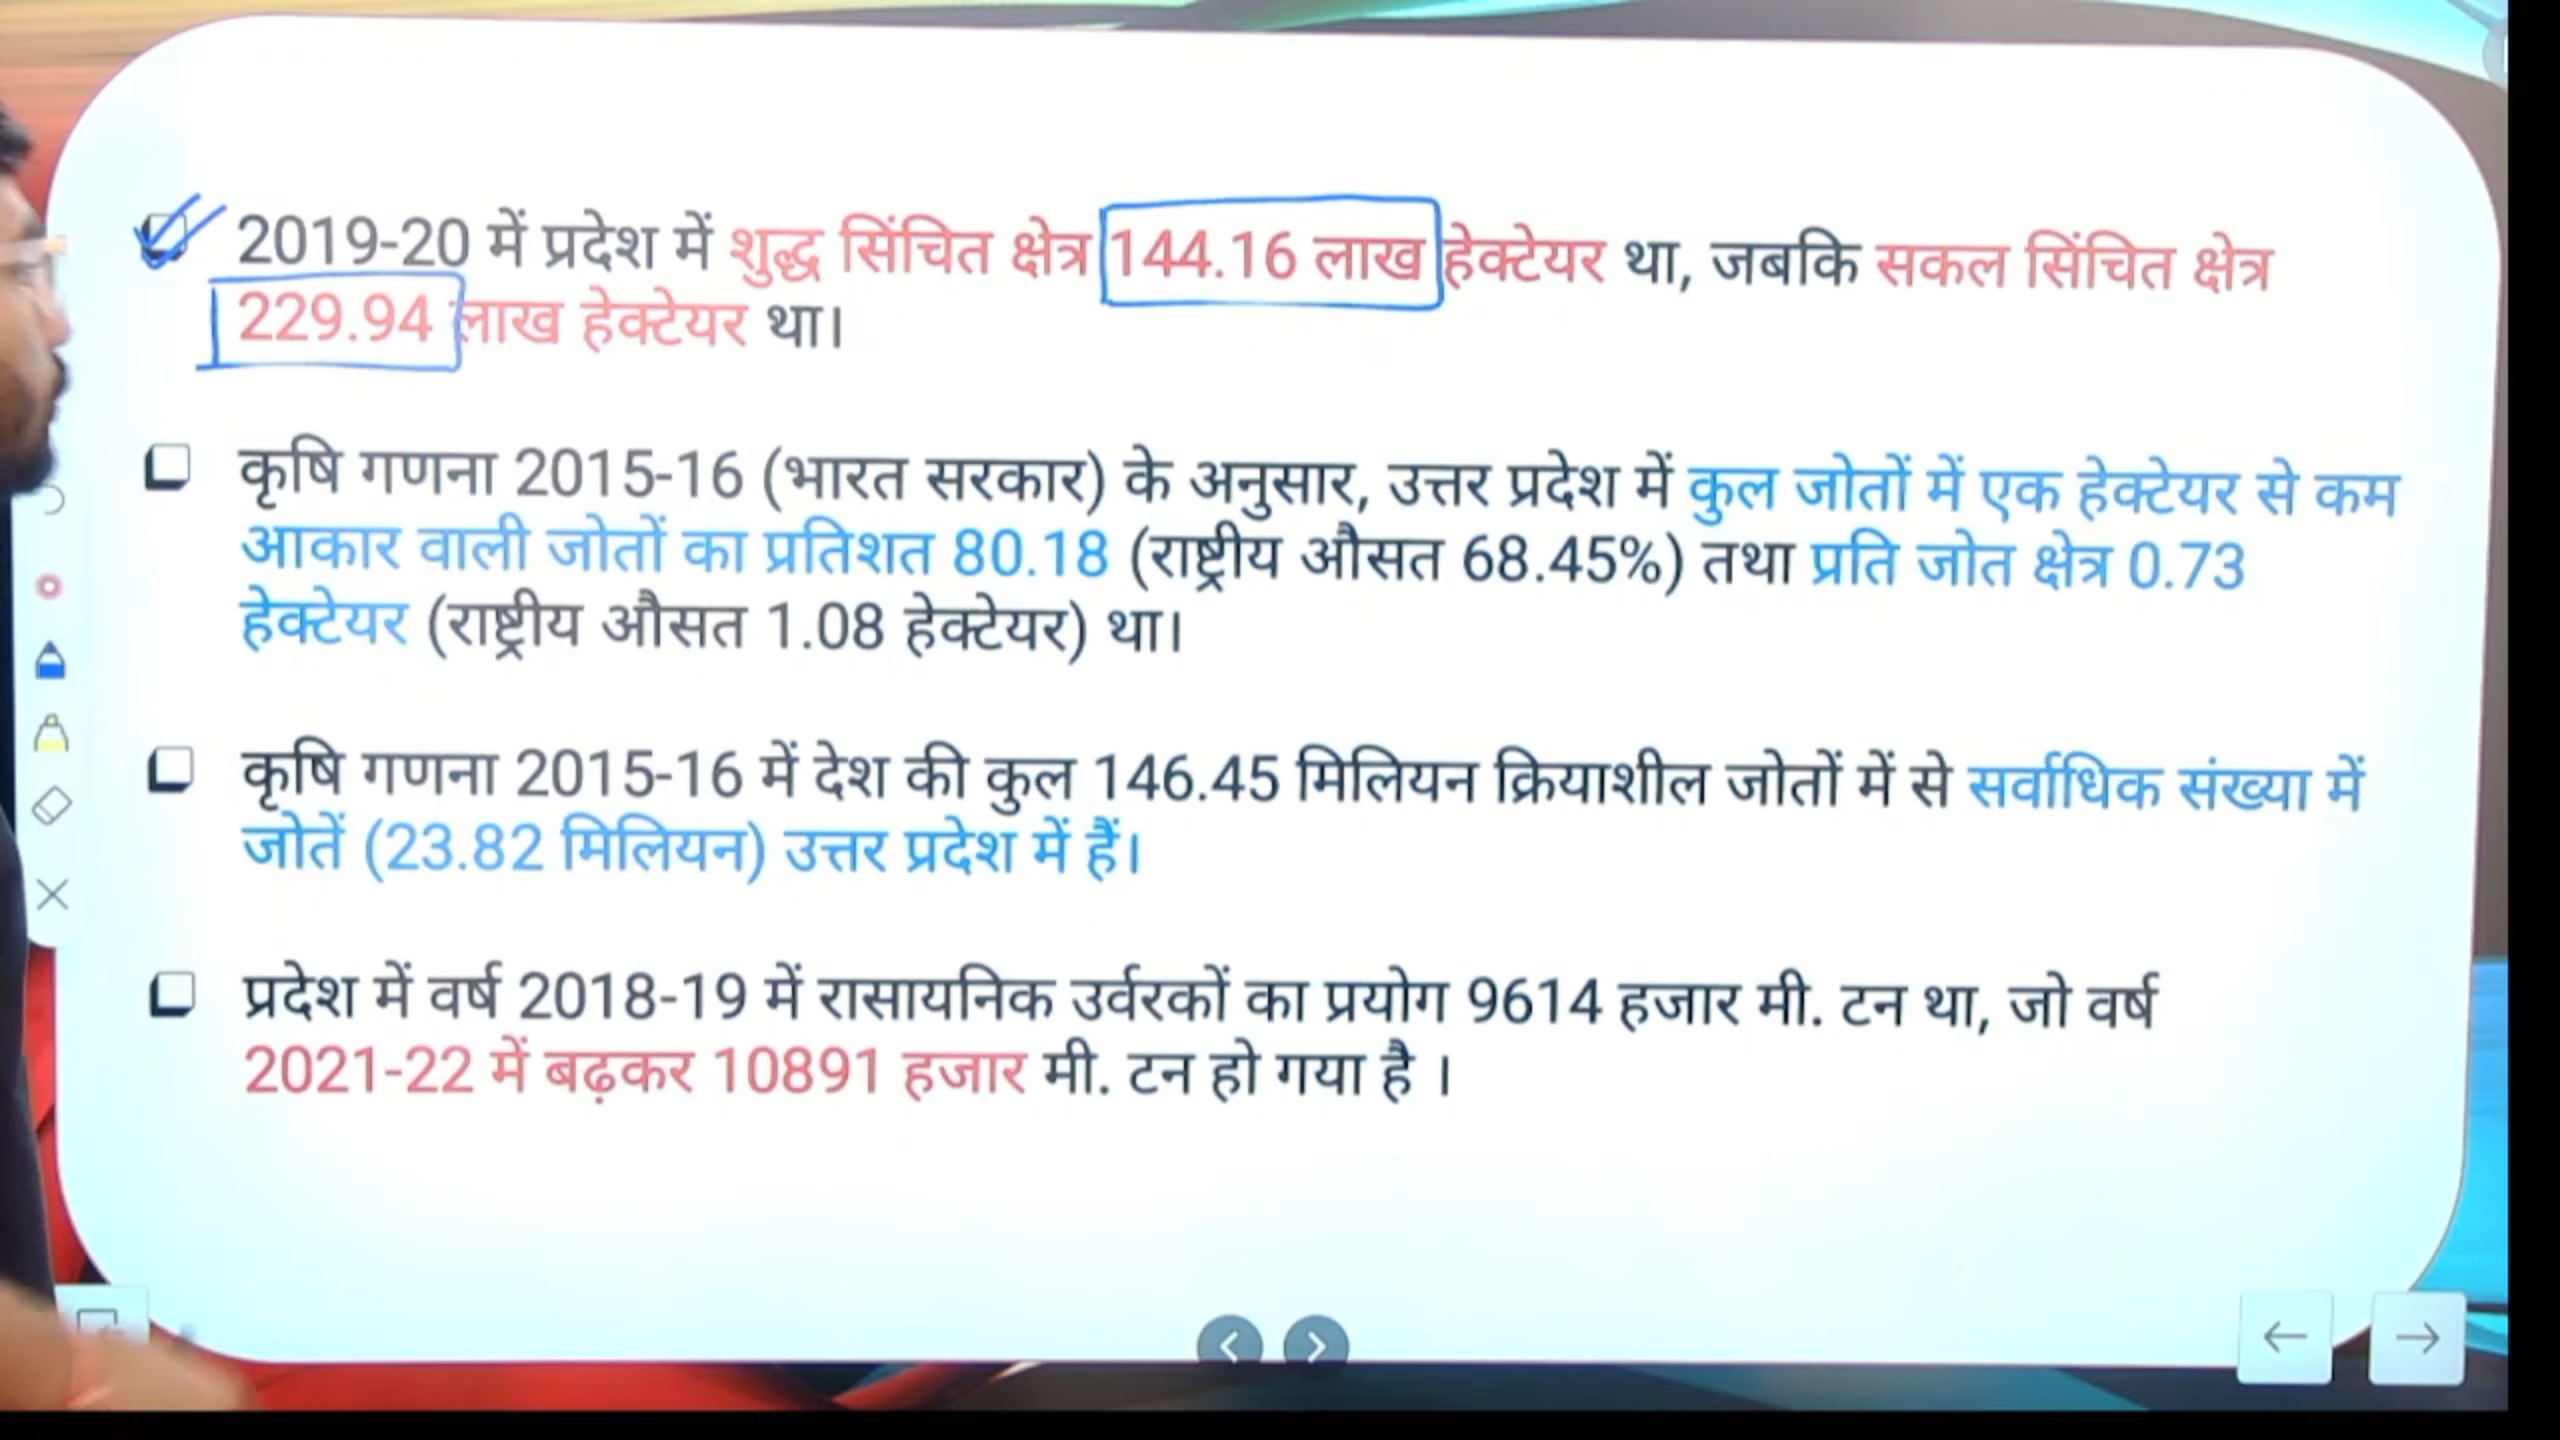 2019-20 में प्रदेश में शुद्ध सिंचित क्षेत्र 144.16 लाख हेक्टेयर था, जबकि सकल सिंचित क्षेत्र
229.94 लाख हेक्टेयर था।
कृषि गणना 2015-16 (भारत सरकार) के अनुसार, उत्तर प्रदेश में कुल जोतों में एक हेक्टेयर से कम
आकार वाली जोतों का प्रतिशत 80.18 (राष्ट्रीय औसत 68.45%) तथा प्रति जोत क्षेत्र 0.73
हेक्टेयर (राष्ट्रीय औसत 1.08 हेक्टेयर) था।
कृषि गणना 2015-16 में देश की कुल 146.45 मिलियन क्रियाशील जोतों में से सर्वाधिक संख्या में
जोतें (23.82 मिलियन) उत्तर प्रदेश में हैं।
प्रदेश में वर्ष 2018-19 में रासायनिक उर्वरकों का प्रयोग 9614 हजार मी. टन था, जो वर्ष
2021-22 में बढ़कर 10891 हजार मी. टन हो गया है ।